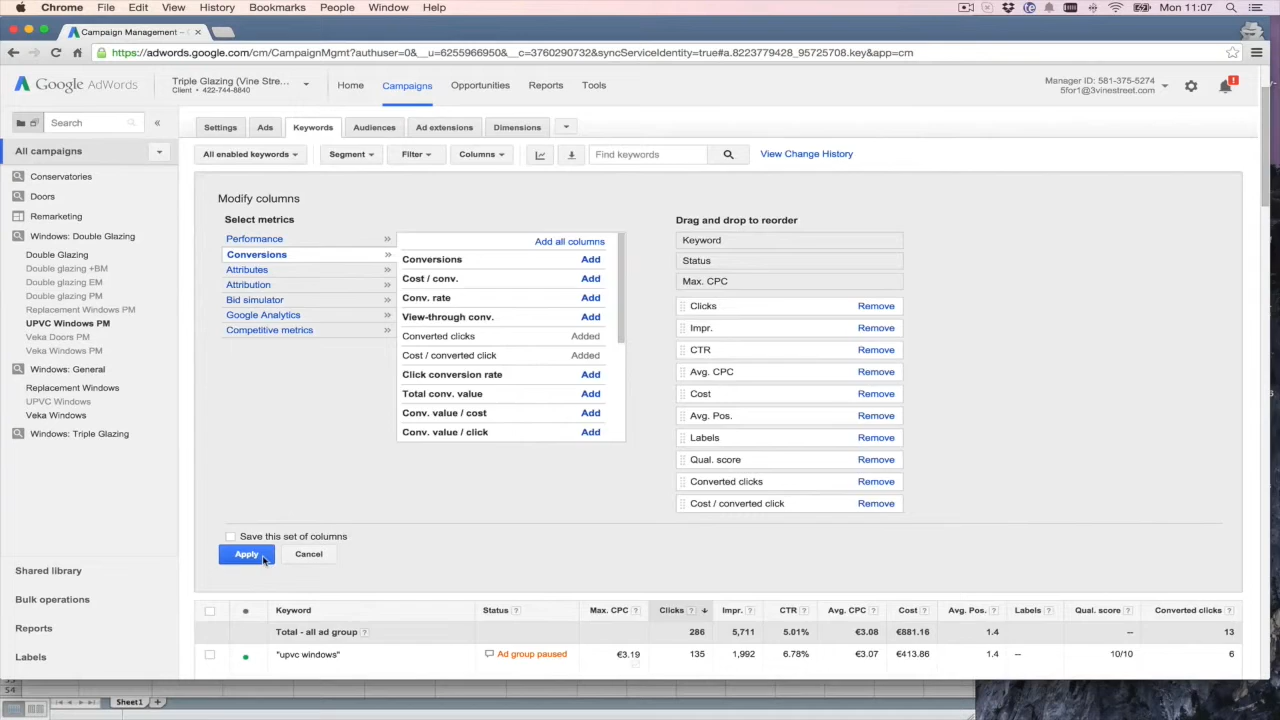 Chrome File Edit View History Bookmarks People Window Help Mon 11:07
Campaign Management –
https://adwords.google.com/cm/CampaignMgmt?authuser=0&__u=6255966950&__c=3760290732&syncServiceIdentity=true#a.8223779428_95725708.key&app=cm
Google AdWords
Triple Glazing (Vine Stre...
Client • 422-744-8840
Home Campaigns Opportunities Reports Tools
Manager ID: 581-375-5274
5for1@3vinestreet.com
1
Search «
All campaigns
Conservatories
Doors
Remarketing
Windows: Double Glazing
Double Glazing
Double glazing +BM
Double glazing EM
Double glazing PM
Replacement Windows PM
UPVC Windows PM
Veka Doors PM
Veka Windows PM
Windows: General
Replacement Windows
UPVC Windows
Veka Windows
Windows: Triple Glazing
Shared library
Bulk operations
Reports
Labels
Settings Ads Keywords Audiences Ad extensions Dimensions
All enabled keywords Segment Filter Columns Find keywords View Change History
Modify columns
Select metrics
Performance »
Conversions »
Attributes »
Attribution »
Bid simulator »
Google Analytics »
Competitive metrics »
Add all columns
Conversions Add
Cost / conv. Add
Conv. rate Add
View-through conv. Add
Converted clicks Added
Cost / converted click Added
Click conversion rate Add
Total conv. value Add
Conv. value / cost Add
Conv. value / click Add
Drag and drop to reorder
Keyword
Status
Max. CPC
Clicks Remove
Impr. Remove
CTR Remove
Avg. CPC Remove
Cost Remove
Avg. Pos. Remove
Labels Remove
Qual. score Remove
Converted clicks Remove
Cost / converted click Remove
Save this set of columns
Apply Cancel
Keyword Status ? Max. CPC ? Clicks ? Impr. ? CTR ? Avg. CPC ? Cost ? Avg. Pos. ? Labels ? Qual. score ? Converted clicks ?
Total - all ad group ? 286 5,711 5.01% €3.08 €881.16 1.4 -- 13
"upvc windows" Ad group paused €3.19 135 1,992 6.78% €3.07 €413.86 1.4 -- 10/10 6
54
Sheet1 +